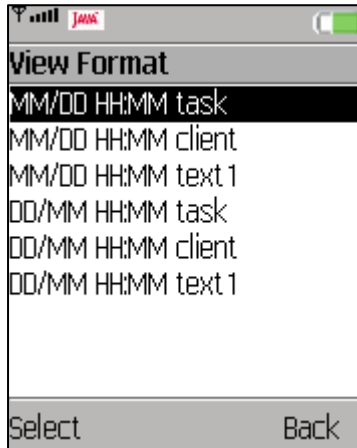 JAVA
View Format
MM/DD HH:MM task
MM/DD HH:MM client
MM/DD HH:MM text1
DD/MM HH:MM task
DD/MM HH:MM client
DD/MM HH:MM text1
Select Back